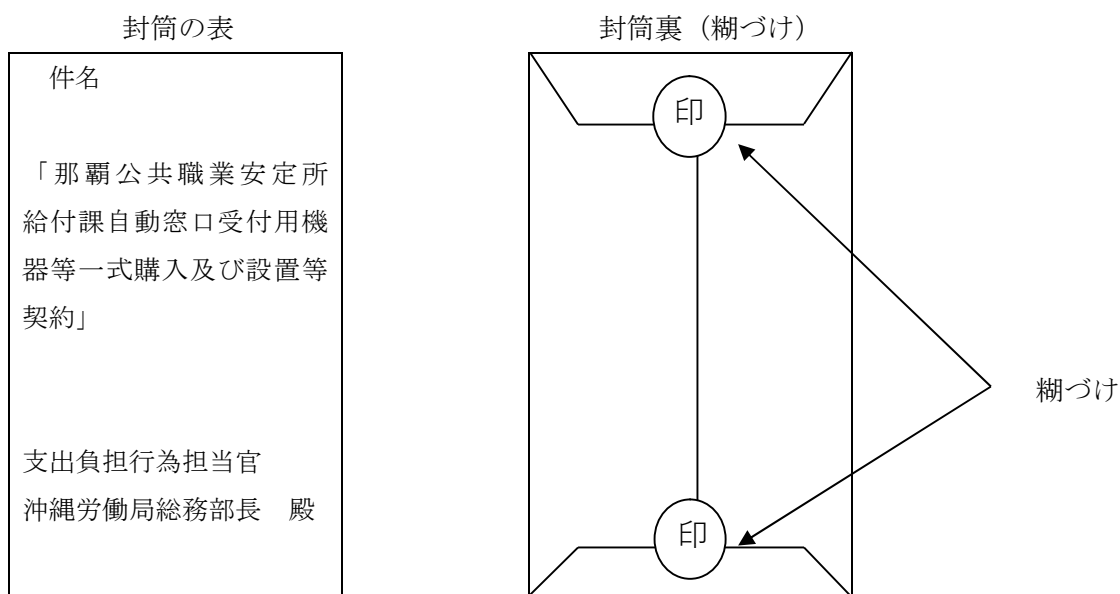 封筒の表
件名
「那覇公共職業安定所
給付課自動窓口受付用機
器等一式購入及び設置等
契約」
支出負担行為担当官
沖縄労働局総務部長　殿
封筒裏（糊づけ）
印
糊づけ
印